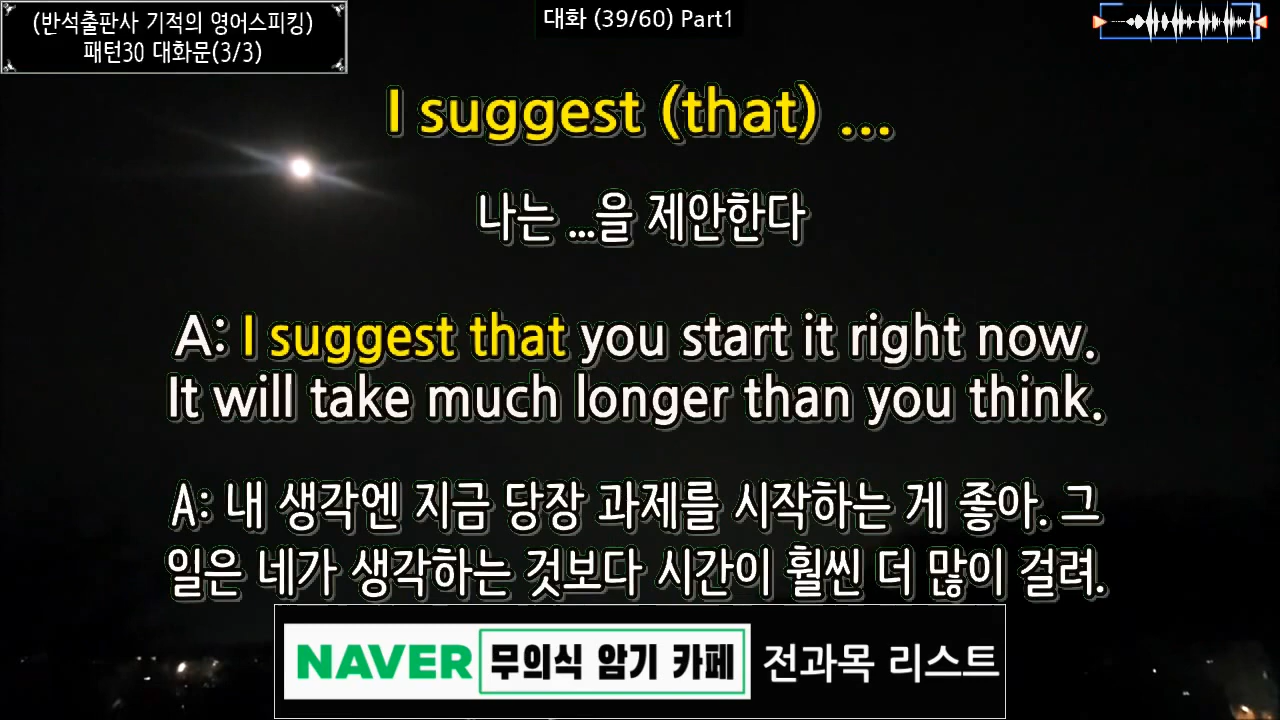 (반석출판사 기적의 영어스피킹)
패턴30 대화문(3/3)
대화 (39/60) Part1
I suggest (that) ...
나는 ...을 제안한다
A: I suggest that you start it right now.
It will take much longer than you think.
A: 내 생각엔 지금 당장 과제를 시작하는 게 좋아. 그
일은 네가 생각하는 것보다 시간이 훨씬 더 많이 걸려.
NAVER 무의식 암기 카페 전과목 리스트